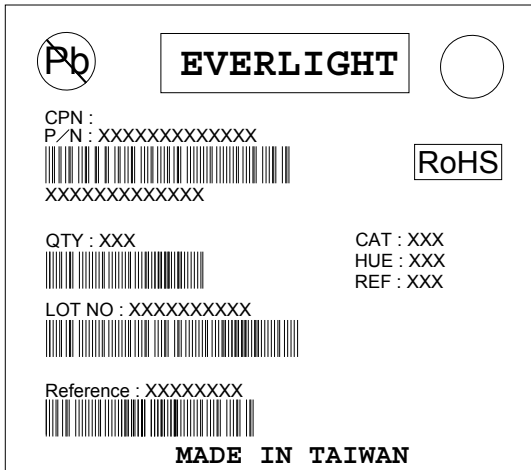 Pb
EVERLIGHT
CPN :
P/N : XXXXXXXXXXXXX
RoHS
XXXXXXXXXXXXX
QTY : XXX
CAT : XXX
HUE : XXX
REF : XXX
LOT NO : XXXXXXXXXX
Reference : XXXXXXXX
MADE IN TAIWAN